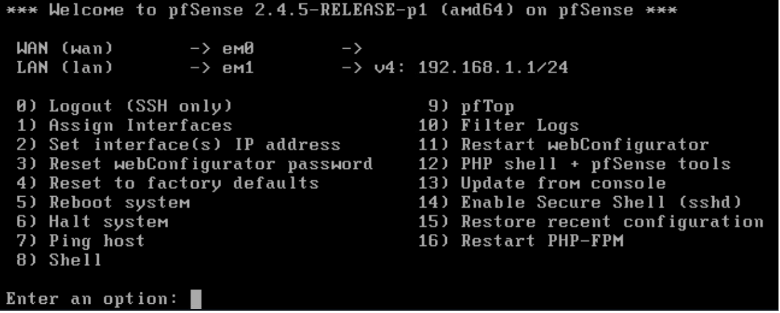 *** Welcome to pfSense 2.4.5-RELEASE-p1 (amd64) on pfSense ***
WAN (wan) -> em0 ->
LAN (lan) -> em1 -> v4: 192.168.1.1/24
0) Logout (SSH only) 9) pfTop
1) Assign Interfaces 10) Filter Logs
2) Set interface(s) IP address 11) Restart webConfigurator
3) Reset webConfigurator password 12) PHP shell + pfSense tools
4) Reset to factory defaults 13) Update from console
5) Reboot system 14) Enable Secure Shell (sshd)
6) Halt system 15) Restore recent configuration
7) Ping host 16) Restart PHP-FPM
8) Shell
Enter an option: